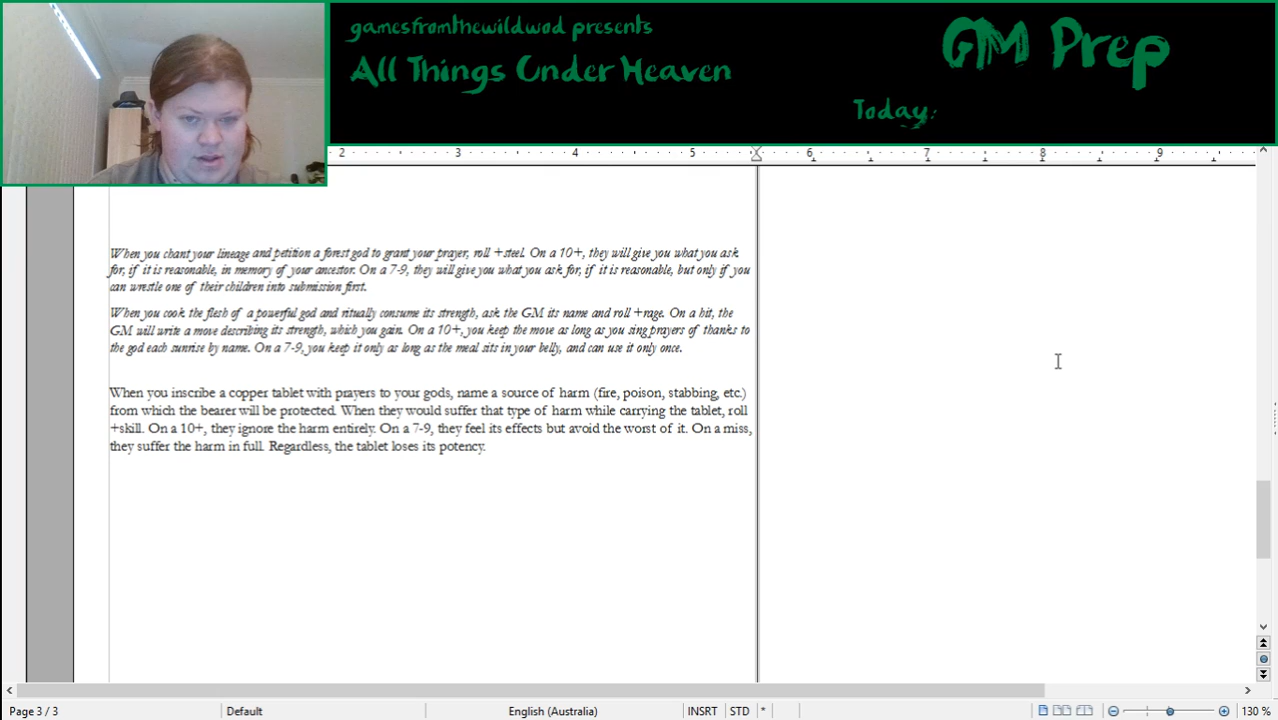 gamesfromthewildwod presents
All Things Under Heaven
GM Prep
Today:
2 3 4 5 6 7 8 9
When you chant your lineage and petition a forest god to grant your prayer, roll +steel. On a 10+, they will give you what you ask
for, if it is reasonable, in memory of your ancestor. On a 7-9, they will give you what you ask for, if it is reasonable, but only if you
can wrestle one of their children into submission first.
When you cook the flesh of a powerful god and ritually consume its strength, ask the GM its name and roll +rage. On a hit, the
GM will write a move describing its strength, which you gain. On a 10+, you keep the move as long as you sing prayers of thanks to
the god each sunrise by name. On a 7-9, you keep it only as long as the meal sits in your belly, and can use it only once.
When you inscribe a copper tablet with prayers to your gods, name a source of harm (fire, poison, stabbing, etc.)
from which the bearer will be protected. When they would suffer that type of harm while carrying the tablet, roll
+skill. On a 10+, they ignore the harm entirely. On a 7-9, they feel its effects but avoid the worst of it. On a miss,
they suffer the harm in full. Regardless, the tablet loses its potency.
Page 3 / 3 Default English (Australia) INSRT STD * 130 %